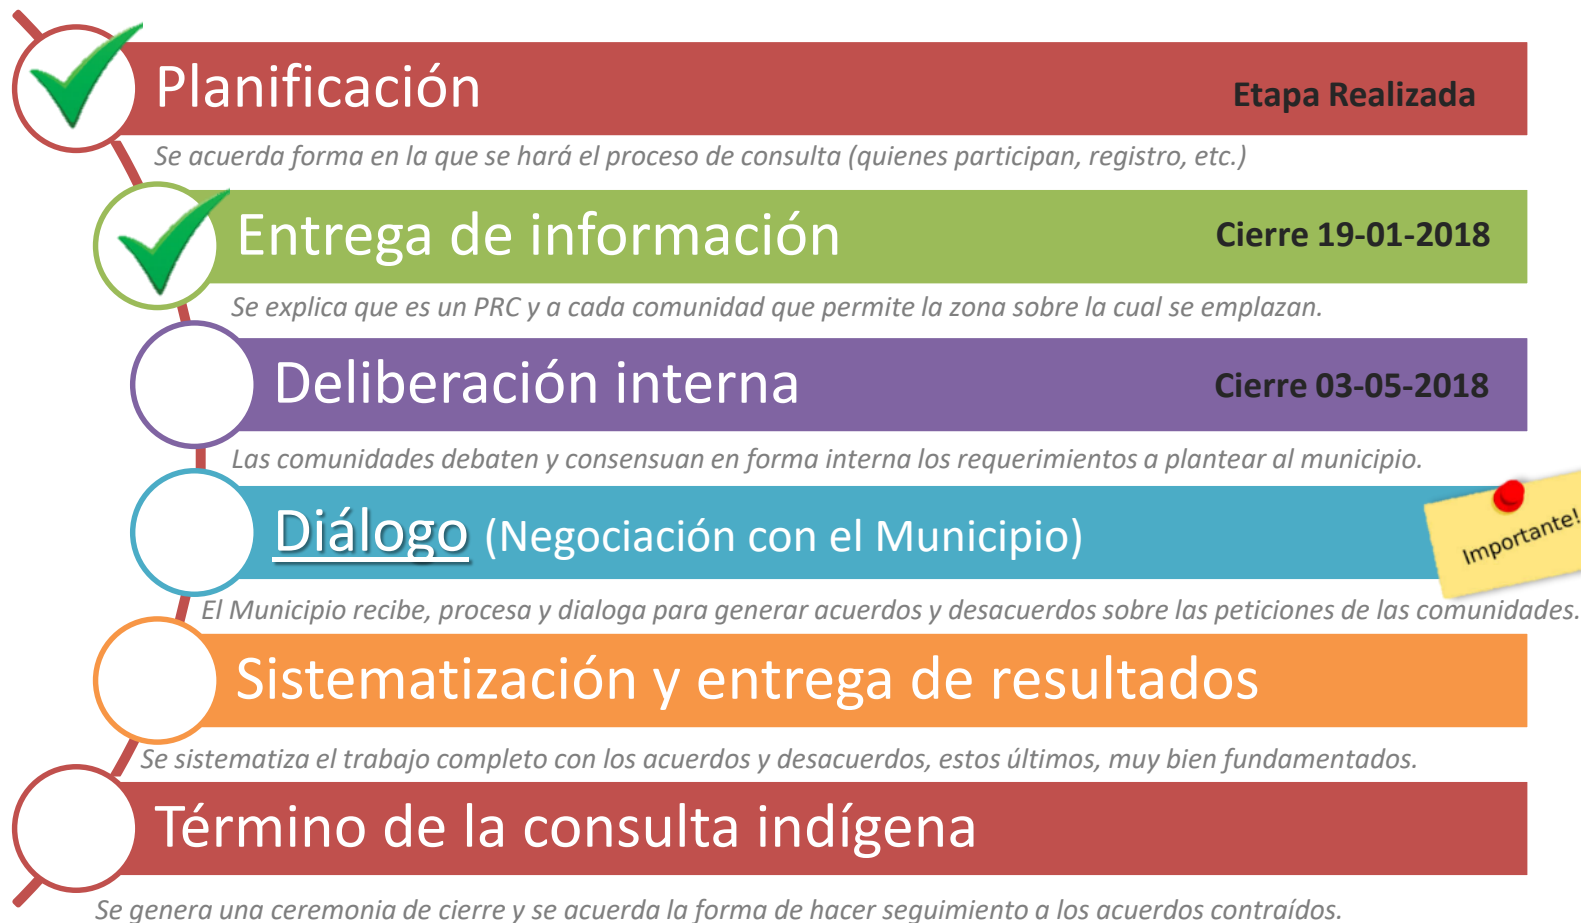 Planificación
Etapa Realizada
Se acuerda forma en la que se hará el proceso de consulta (quienes participan, registro, etc.)
Entrega de información
Cierre 19-01-2018
Se explica que es un PRC y a cada comunidad que permite la zona sobre la cual se emplazan.
Deliberación interna
Cierre 03-05-2018
Las comunidades debaten y consensuan en forma interna los requerimientos a plantear al municipio.
Diálogo (Negociación con el Municipio)
Importante!
El Municipio recibe, procesa y dialoga para generar acuerdos y desacuerdos sobre las peticiones de las comunidades.
Sistematización y entrega de resultados
Se sistematiza el trabajo completo con los acuerdos y desacuerdos, estos últimos, muy bien fundamentados.
Término de la consulta indígena
Se genera una ceremonia de cierre y se acuerda la forma de hacer seguimiento a los acuerdos contraídos.